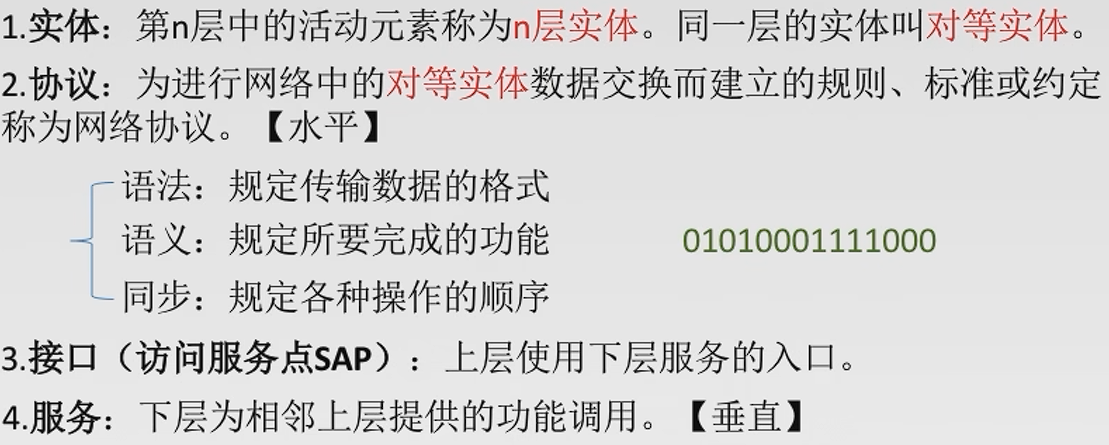 1.实体：第n层中的活动元素称为n层实体。同一层的实体叫对等实体。
2.协议：为进行网络中的对等实体数据交换而建立的规则、标准或约定
称为网络协议。【水平】
语法：规定传输数据的格式
语义：规定所要完成的功能 01010001111000
同步：规定各种操作的顺序
3.接口（访问服务点SAP）：上层使用下层服务的入口。
4.服务：下层为相邻上层提供的功能调用。【垂直】